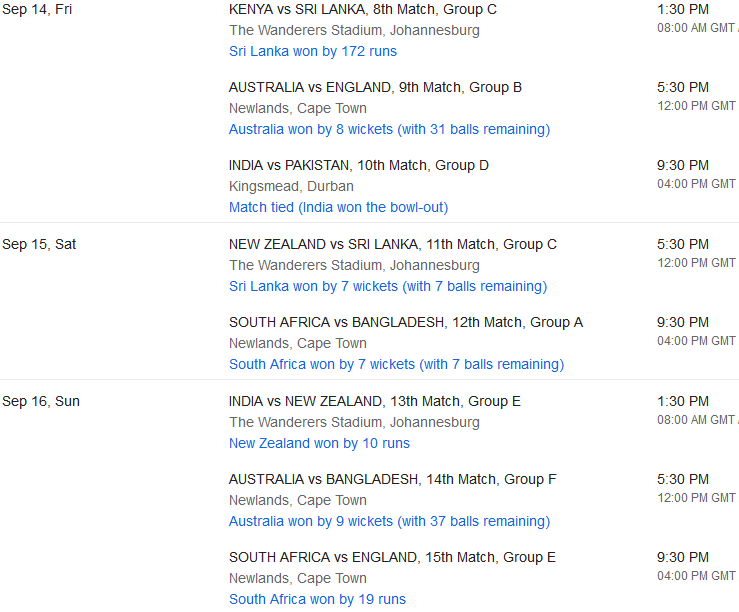 Sep 14, Fri
KENYA vs SRI LANKA, 8th Match, Group C
1:30 PM
The Wanderers Stadium, Johannesburg
08:00 AM GMT
Sri Lanka won by 172 runs
AUSTRALIA vs ENGLAND, 9th Match, Group B
5:30 PM
Newlands, Cape Town
12:00 PM GMT
Australia won by 8 wickets (with 31 balls remaining)
INDIA vs PAKISTAN, 10th Match, Group D
9:30 PM
Kingsmead, Durban
04:00 PM GMT
Match tied (India won the bowl-out)
Sep 15, Sat
NEW ZEALAND vs SRI LANKA, 11th Match, Group C
5:30 PM
The Wanderers Stadium, Johannesburg
12:00 PM GMT
Sri Lanka won by 7 wickets (with 7 balls remaining)
SOUTH AFRICA vs BANGLADESH, 12th Match, Group A
9:30 PM
Newlands, Cape Town
04:00 PM GMT
South Africa won by 7 wickets (with 7 balls remaining)
Sep 16, Sun
INDIA vs NEW ZEALAND, 13th Match, Group E
1:30 PM
The Wanderers Stadium, Johannesburg
08:00 AM GMT
New Zealand won by 10 runs
AUSTRALIA vs BANGLADESH, 14th Match, Group F
5:30 PM
Newlands, Cape Town
12:00 PM GMT
Australia won by 9 wickets (with 37 balls remaining)
SOUTH AFRICA vs ENGLAND, 15th Match, Group E
9:30 PM
Newlands, Cape Town
04:00 PM GMT
South Africa won by 19 runs